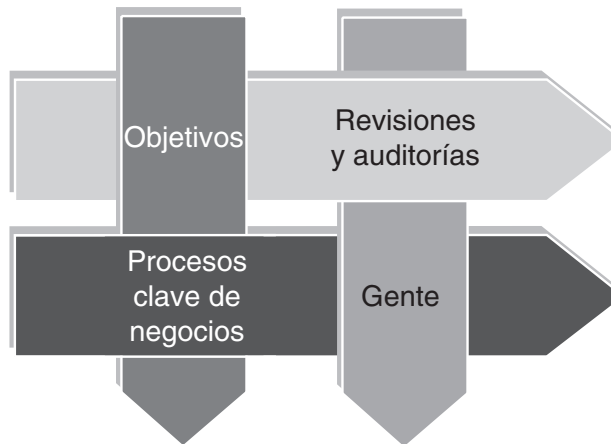 Objetivos
Revisiones
y auditorías
Procesos
clave de
negocios
Gente